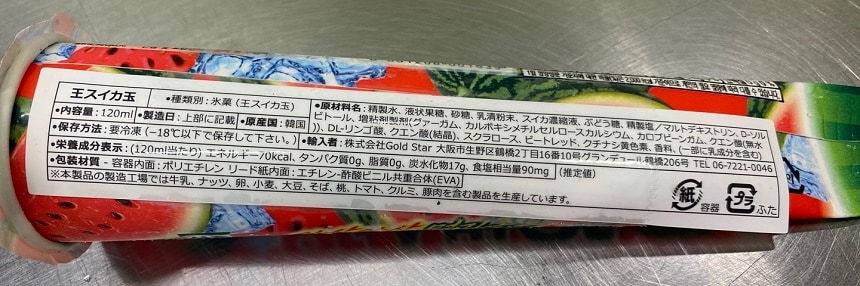 王スイカ玉
•種類別：氷菓（王スイカ玉）
•内容量：120ml •製造日：上部に記載 •原産国：韓国
•保存方法：要冷凍（−18℃以下で保存して下さい。）
•原材料名：精製水、液状果糖、砂糖、乳清粉末、スイカ濃縮液、ぶどう糖、精製塩／マルトデキストリン、D-ソル
ビトール、増粘剤製剤（グァーガム、カルボキシメチルセルロースカルシウム、カロブビーンガム、クエン酸（無水
）、DL-リンゴ酸、クエン酸（結晶）、スクラロース、ビートレッド、クチナシ黄色素、香料、（一部に乳成分を含む）
•輸入者：株式会社Gold Star 大阪市生野区鶴橋2丁目16番10号グランデュール鶴橋206号 TEL 06-7221-0046
•栄養成分表示：（120ml当たり）エネルギー70kcal、タンパク質0g、脂質0g、炭水化物17g、食塩相当量90mg （推定値）
•包装材質 - 容器内面：ポリエチレン リード紙内面：エチレン-酢酸ビニル共重合体（EVA）
※本製品の製造工場では牛乳、ナッツ、卵、小麦、大豆、そば、桃、トマト、クルミ、豚肉を含む製品を生産しています。
紙
容器
プラ
ふた